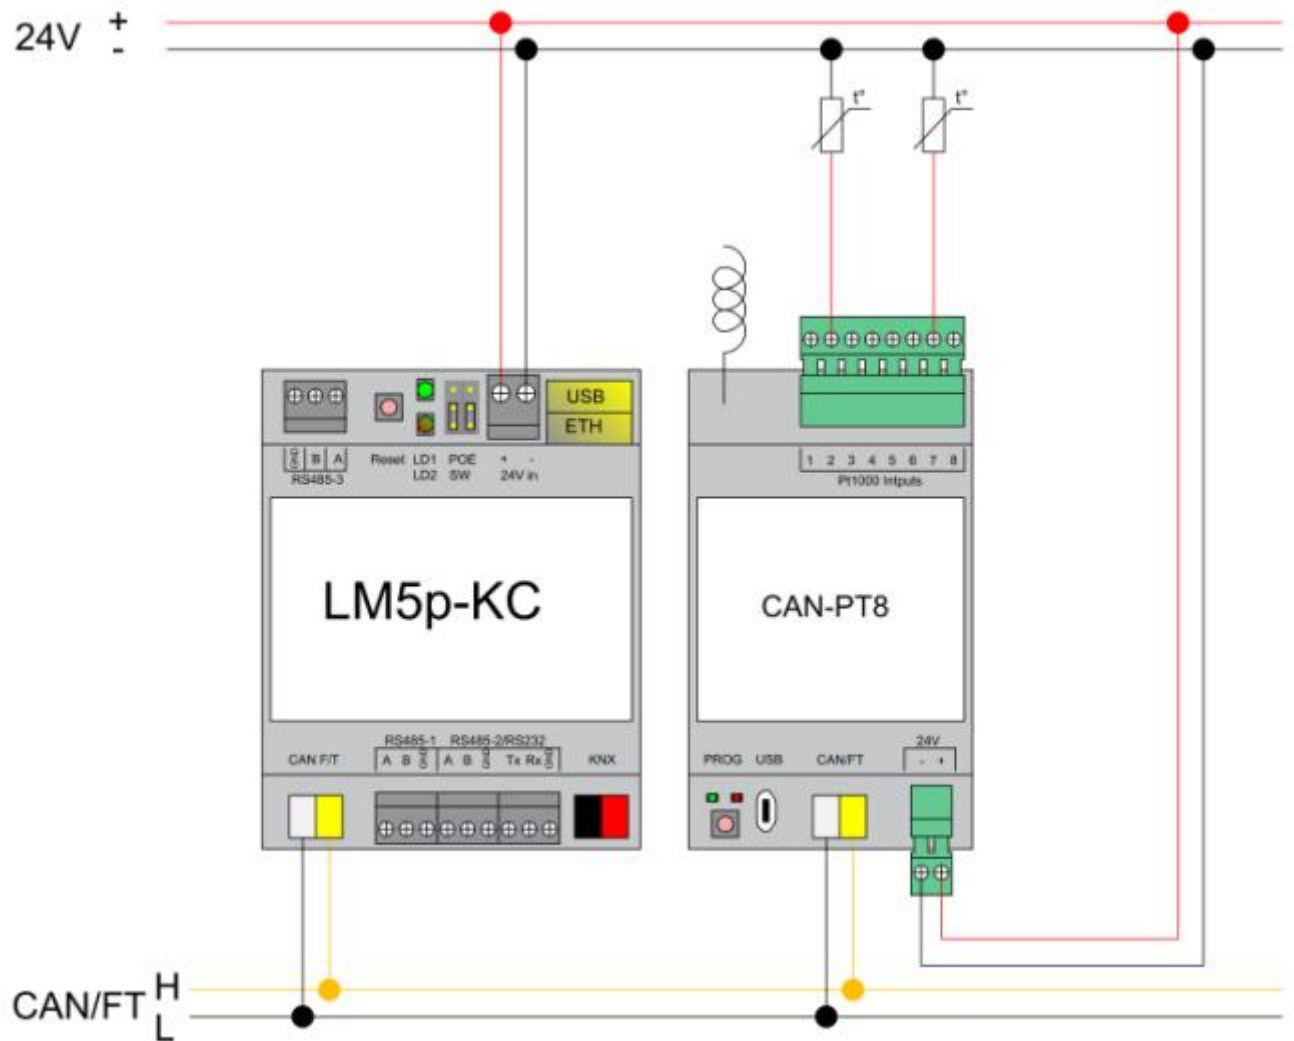 24V + -
t° t°
USB
ETH
GND B A
RS485-3
Reset LD1 POE + -
LD2 SW 24V in
1 2 3 4 5 6 7 8
Pt1000 Intputs
LM5p-KC
CAN-PT8
CAN F/T
RS485-1 RS485-2/RS232
A B GND A B GND Tx Rx GND
KNX
PROG USB CAN/FT
24V
- +
CAN/FT H
L